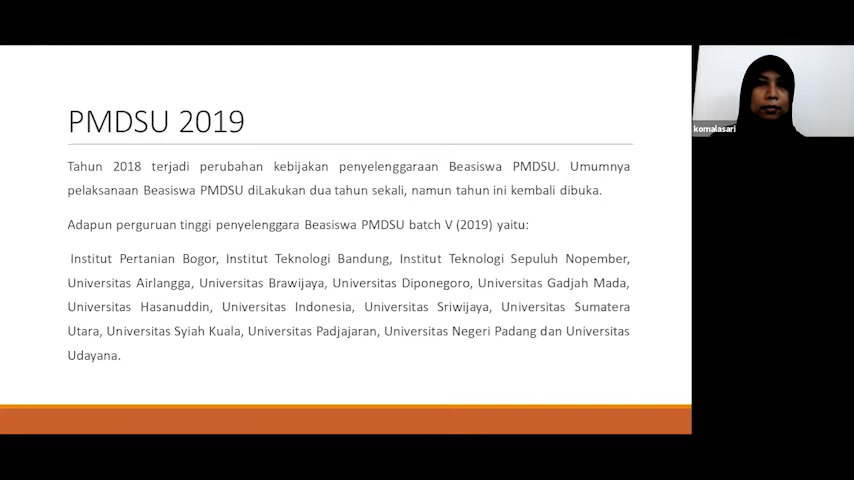 PMDSU 2019
Tahun 2018 terjadi perubahan kebijakan penyelenggaraan Beasiswa PMDSU. Umumnya
pelaksanaan Beasiswa PMDSU diLakukan dua tahun sekali, namun tahun ini kembali dibuka.
Adapun perguruan tinggi penyelenggara Beasiswa PMDSU batch V (2019) yaitu:
Institut Pertanian Bogor, Institut Teknologi Bandung, Institut Teknologi Sepuluh Nopember,
Universitas Airlangga, Universitas Brawijaya, Universitas Diponegoro, Universitas Gadjah Mada,
Universitas Hasanuddin, Universitas Indonesia, Universitas Sriwijaya, Universitas Sumatera
Utara, Universitas Syiah Kuala, Universitas Padjajaran, Universitas Negeri Padang dan Universitas
Udayana.
komalasari